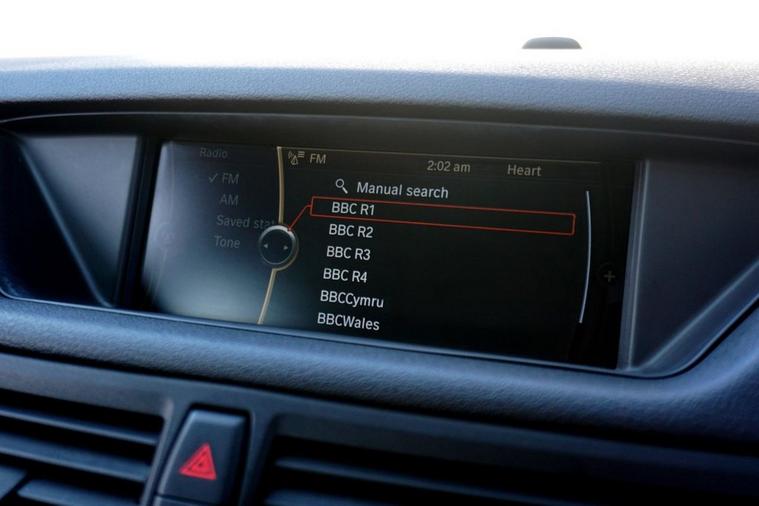 Radio
FM
AM
Saved sta
Tone
FM 2:02 am Heart
Manual search
BBC R1
BBC R2
BBC R3
BBC R4
BBCCymru
BBCWales